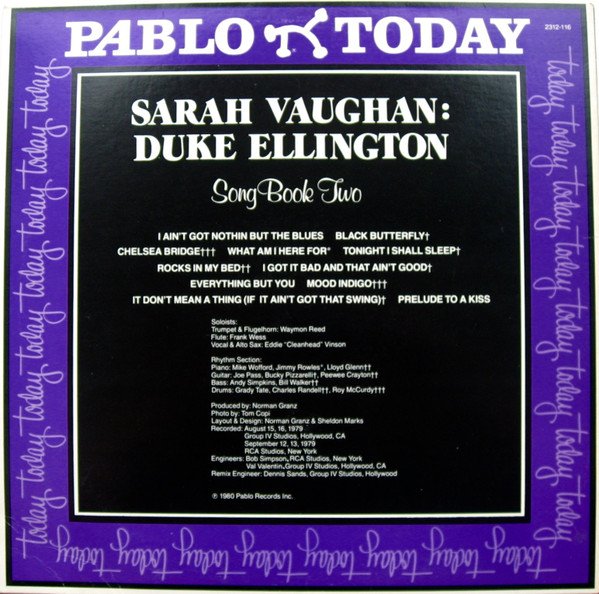 PABLO TODAY
2312-116
SARAH VAUGHAN:
DUKE ELLINGTON
Song Book Two
I AIN'T GOT NOTHIN BUT THE BLUES BLACK BUTTERFLY†
CHELSEA BRIDGE††† WHAT AM I HERE FOR* TONIGHT I SHALL SLEEP†
ROCKS IN MY BED†† I GOT IT BAD AND THAT AIN'T GOOD†
EVERYTHING BUT YOU MOOD INDIGO†††
IT DON'T MEAN A THING (IF IT AIN'T GOT THAT SWING)† PRELUDE TO A KISS
Soloists:
Trumpet & Flugelhorn: Waymon Reed
Flute: Frank Wess
Vocal & Alto Sax: Eddie "Cleanhead" Vinson
Rhythm Section:
Piano: Mike Wofford, Jimmy Rowles*, Lloyd Glenn††
Guitar: Joe Pass, Bucky Pizzarelli†, Peewee Crayton††
Bass: Andy Simpkins, Bill Walker††
Drums: Grady Tate, Charles Randell††, Roy McCurdy†††
Produced by: Norman Granz
Photo by: Tom Copi
Layout & Design: Norman Granz & Sheldon Marks
Recorded: August 15, 16, 1979
Group IV Studios, Hollywood, CA
September 12, 13, 1979
RCA Studios, New York
Engineers: Bob Simpson, RCA Studios, New York
Val Valentin, Group IV Studios, Hollywood, CA
Remix Engineer: Dennis Sands, Group IV Studios, Hollywood
℗ 1980 Pablo Records Inc.
today today today today today today today
today today today today today today today
today today today today today today today